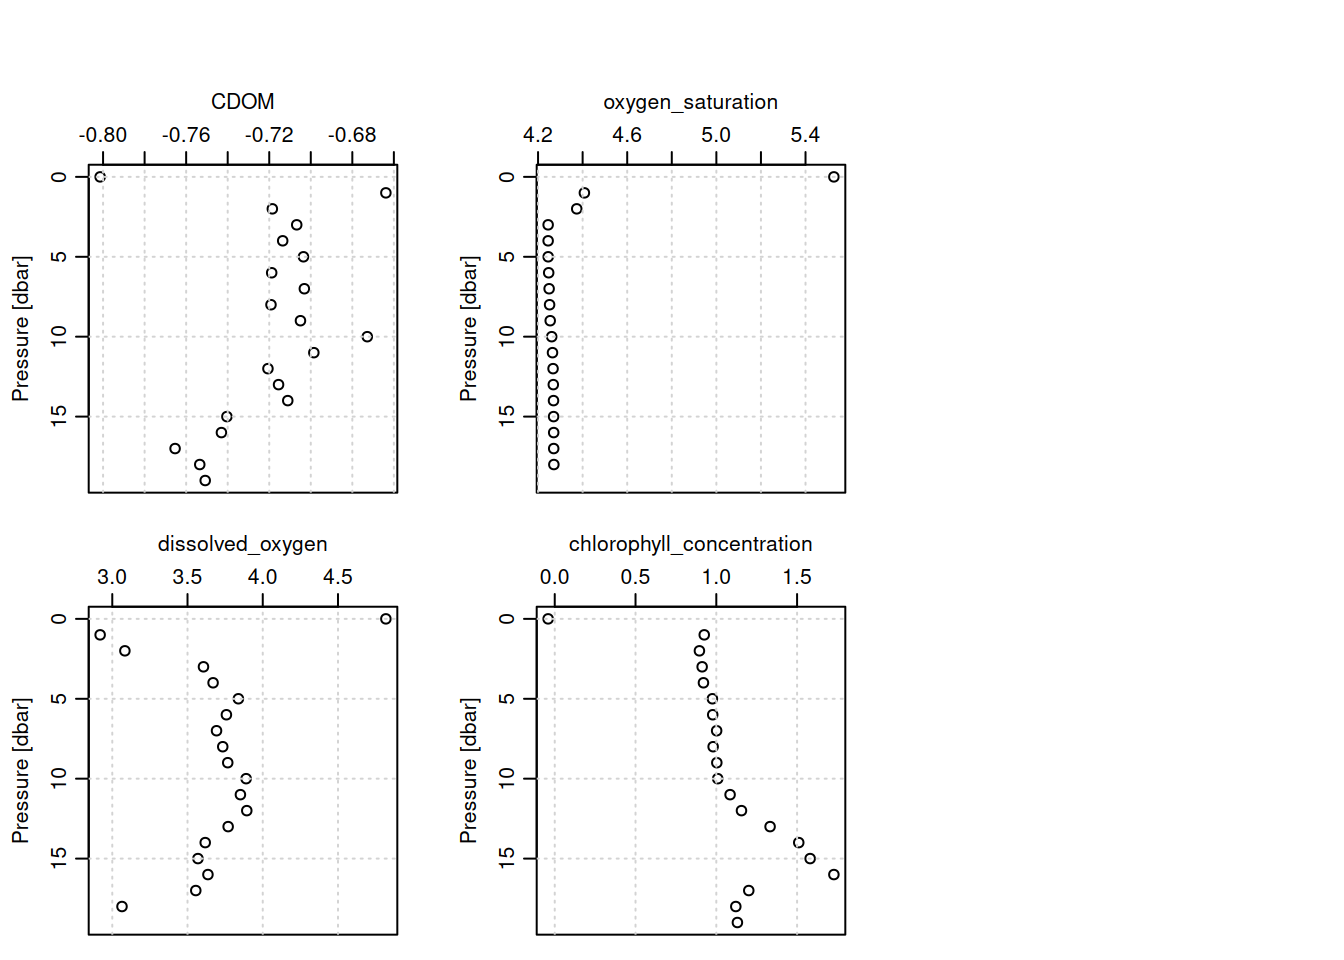 CDOM
-0.80 -0.76 -0.72 -0.68
0
5
10
15
Pressure [dbar]
oxygen_saturation
4.2 4.6 5.0 5.4
0
5
10
15
Pressure [dbar]
dissolved_oxygen
3.0 3.5 4.0 4.5
0
5
10
15
Pressure [dbar]
chlorophyll_concentration
0.0 0.5 1.0 1.5
0
5
10
15
Pressure [dbar]